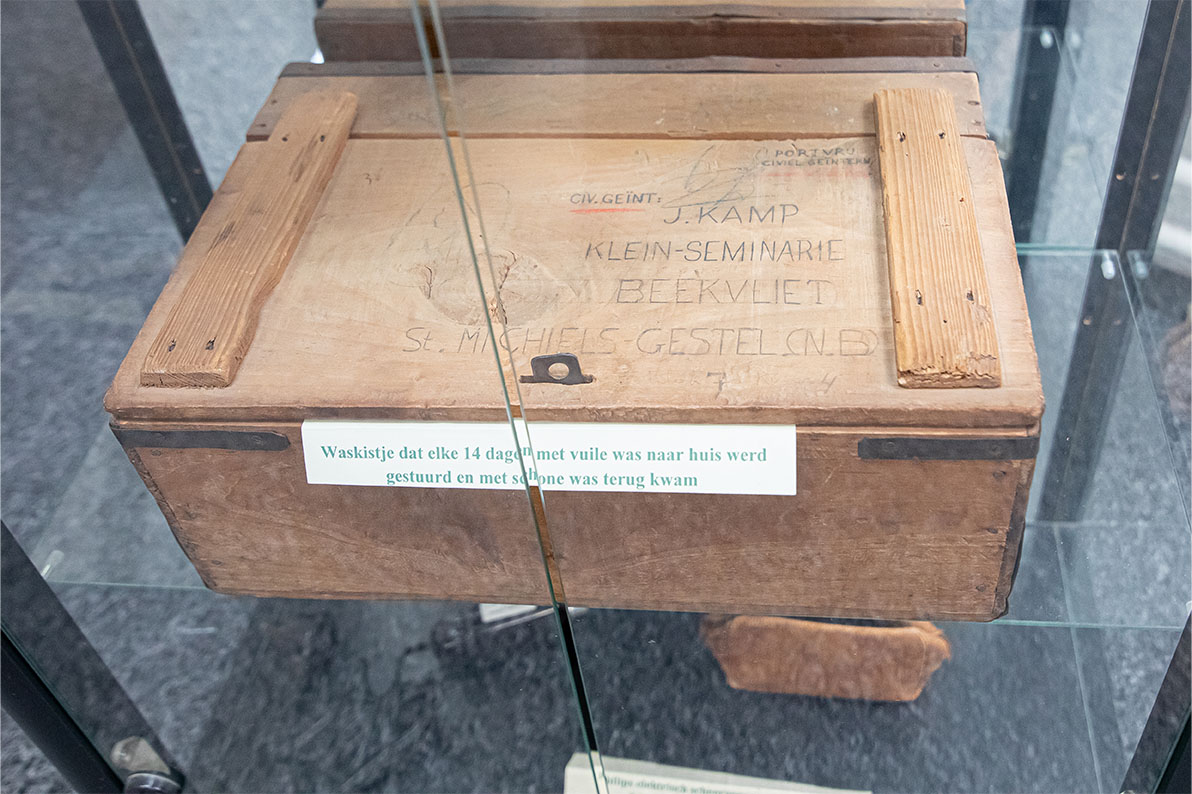 PORTVRIJ
CIVIEL GEINTERN
CIV. GEÏNT:
J. KAMP
KLEIN-SEMINARIE
BEEKVLIET
St. MICHIELS-GESTEL (N.B)
Waskistje dat elke 14 dagen met vuile was naar huis werd
gestuurd en met schone was terug kwam